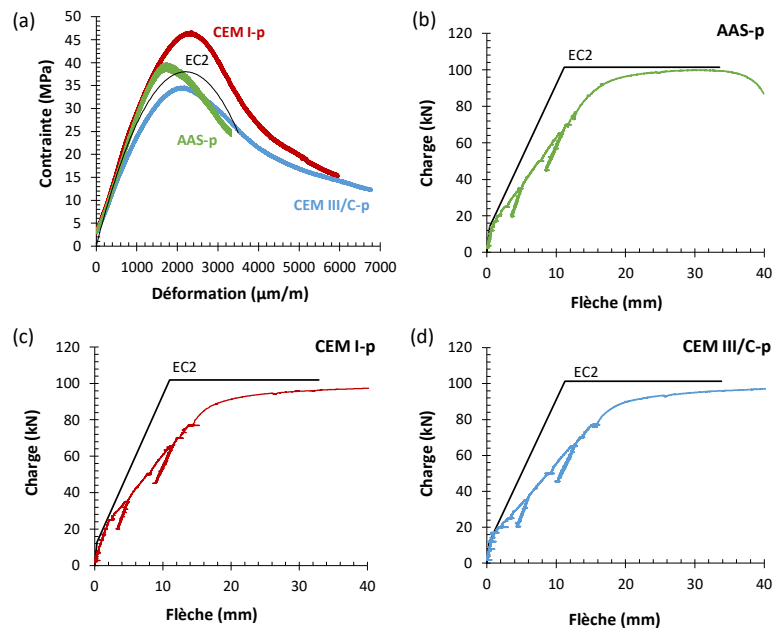 (a)
CEM I-p
EC2
AAS-p
CEM III/C-p
50
45
40
35
30
25
20
15
10
5
0
0 1000 2000 3000 4000 5000 6000 7000
Contrainte (MPa)
Déformation (µm/m)
(b)
AAS-p
EC2
120
100
80
60
40
20
0
0 10 20 30 40
Charge (kN)
Flèche (mm)
(c)
CEM I-p
EC2
120
100
80
60
40
20
0
0 10 20 30 40
Charge (kN)
Flèche (mm)
(d)
CEM III/C-p
EC2
120
100
80
60
40
20
0
0 10 20 30 40
Charge (kN)
Flèche (mm)